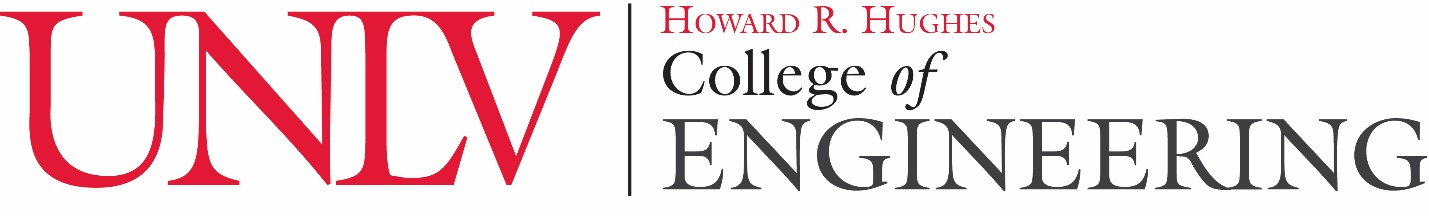 UNLV
HOWARD R. HUGHES
College of
ENGINEERING